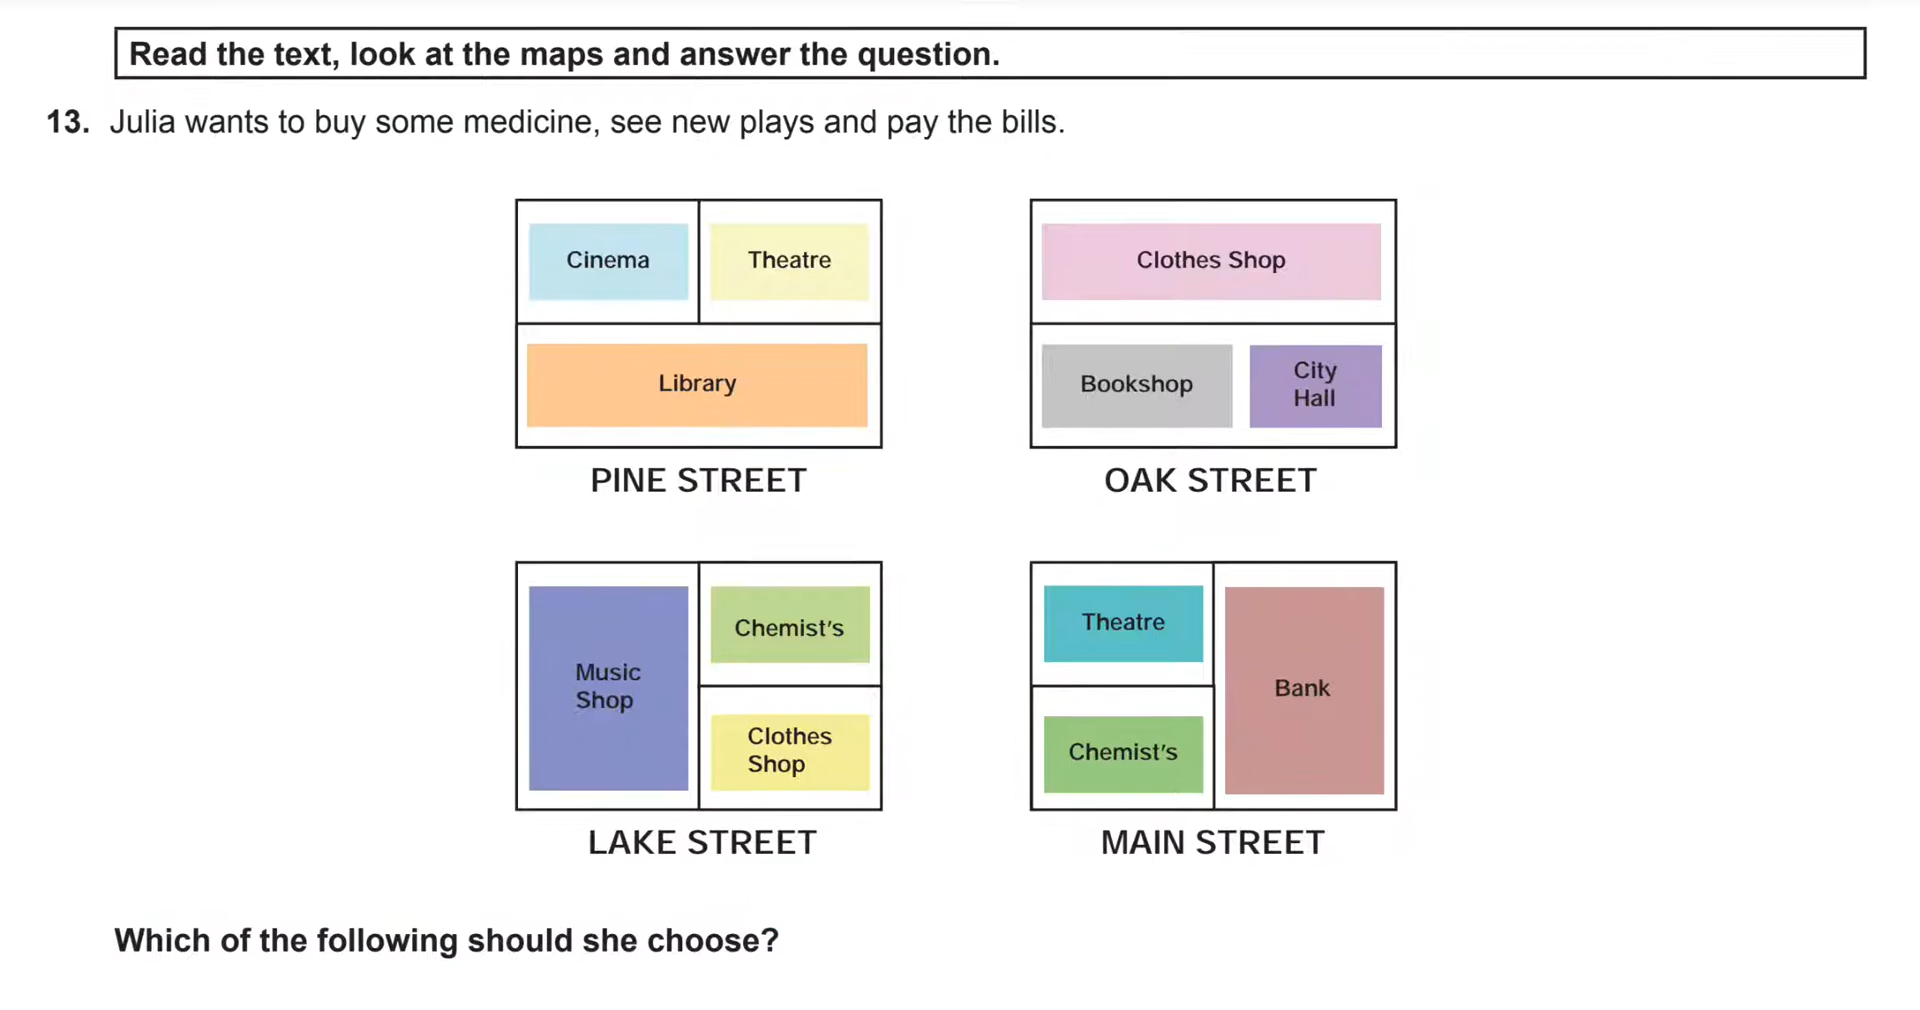 Read the text, look at the maps and answer the question.
13. Julia wants to buy some medicine, see new plays and pay the bills.
Cinema
Theatre
Library
PINE STREET
Clothes Shop
Bookshop
City
Hall
OAK STREET
Music
Shop
Chemist's
Clothes
Shop
LAKE STREET
Theatre
Chemist's
Bank
MAIN STREET
Which of the following should she choose?